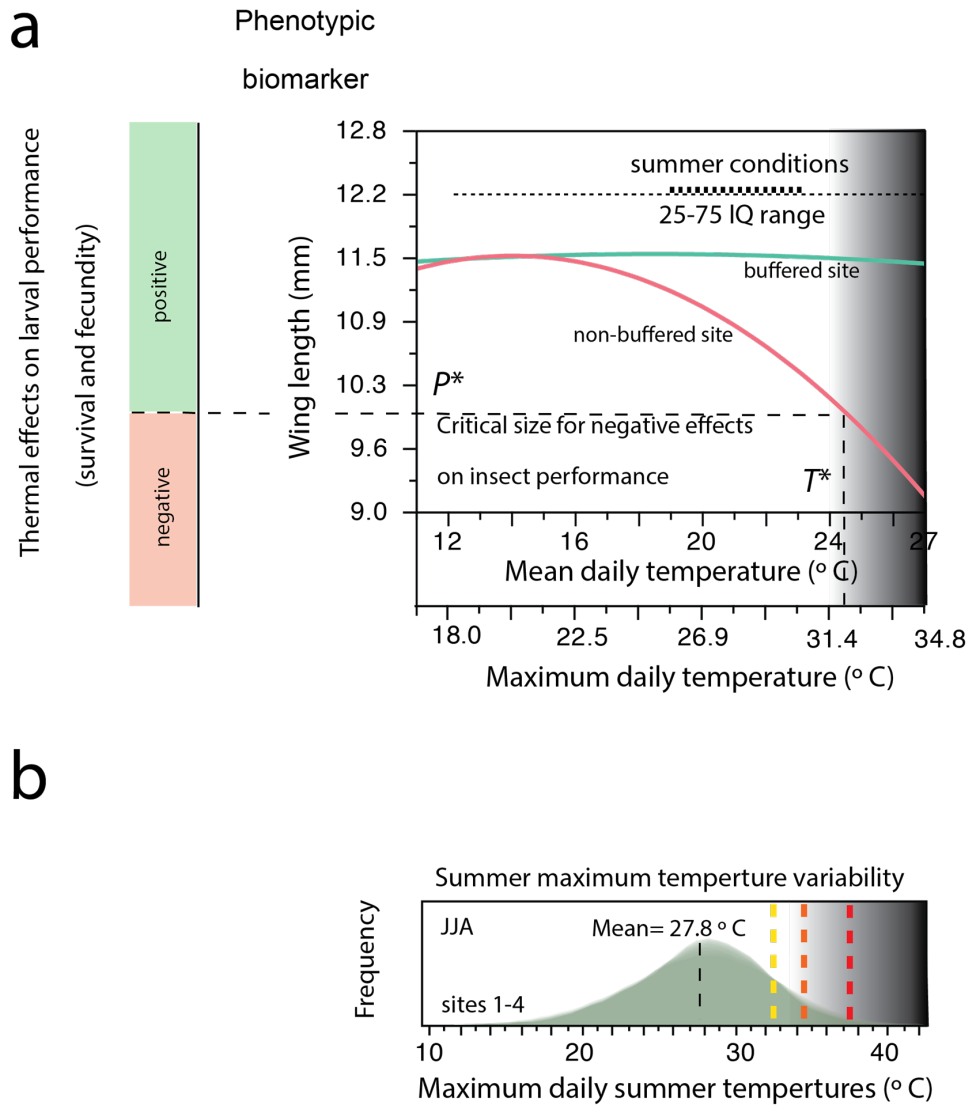 a
Phenotypic
biomarker
Thermal effects on larval performance
(survival and fecundity)
positive
negative
Wing length (mm)
12.8
12.2
11.5
10.9
10.3
9.6
9.0
summer conditions
25-75 IQ range
buffered site
non-buffered site
P*
Critical size for negative effects
on insect performance
T*
12 16 20 24 27
Mean daily temperature (º C)
18.0 22.5 26.9 31.4 34.8
Maximum daily temperature (º C)
b
Summer maximum temperture variability
Frequency
JJA
Mean= 27.8 º C
sites 1-4
10 20 30 40
Maximum daily summer tempertures (º C)